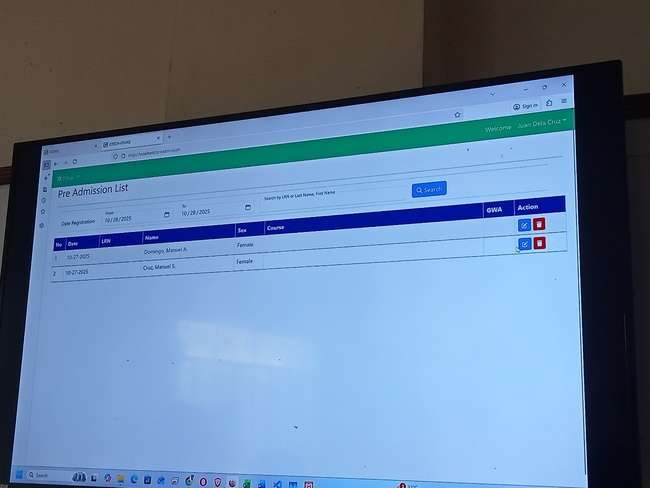 Sign in
Welcome Juan Dela Cruz
Pre Admission List
Date Registration:
From
10/28/2025
To
10/28/2025
Search by LRN or Last Name, First Name
Search
No Date LRN Name Sex Course GWA Action
1 10-27-2025 Domingo, Manuel A. Female
2 10-27-2025 Cruz, Manuel S. Female
Search